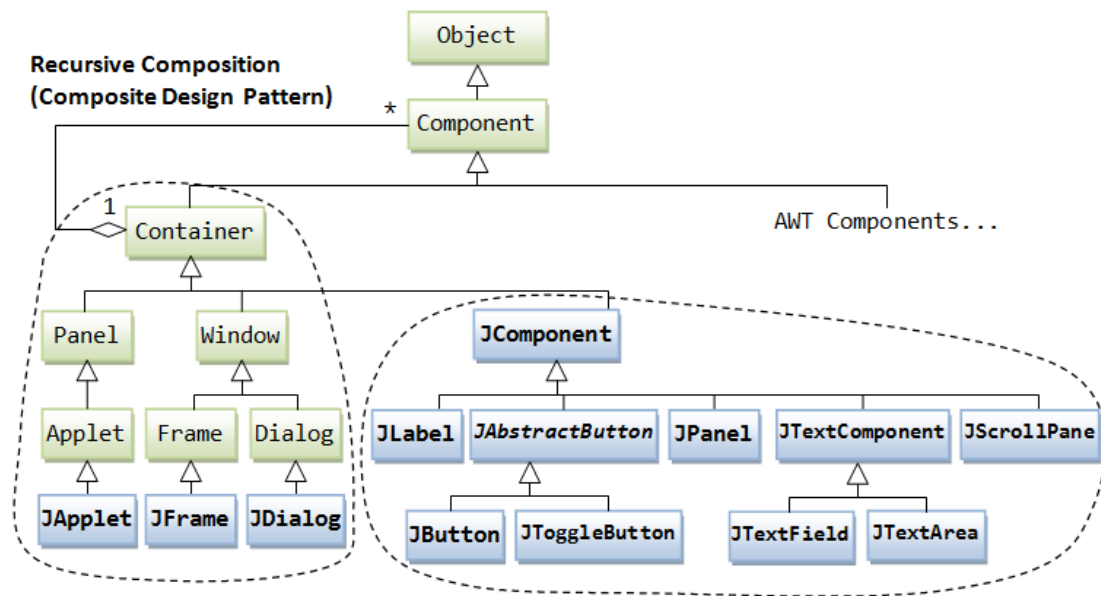 Object
Recursive Composition
(Composite Design Pattern)
*
Component
1
Container
AWT Components...
Panel
Window
JComponent
Applet
Frame
Dialog
JLabel
JAbstractButton
JPanel
JTextComponent
JScrollPane
JApplet
JFrame
JDialog
JButton
JToggleButton
JTextField
JTextArea